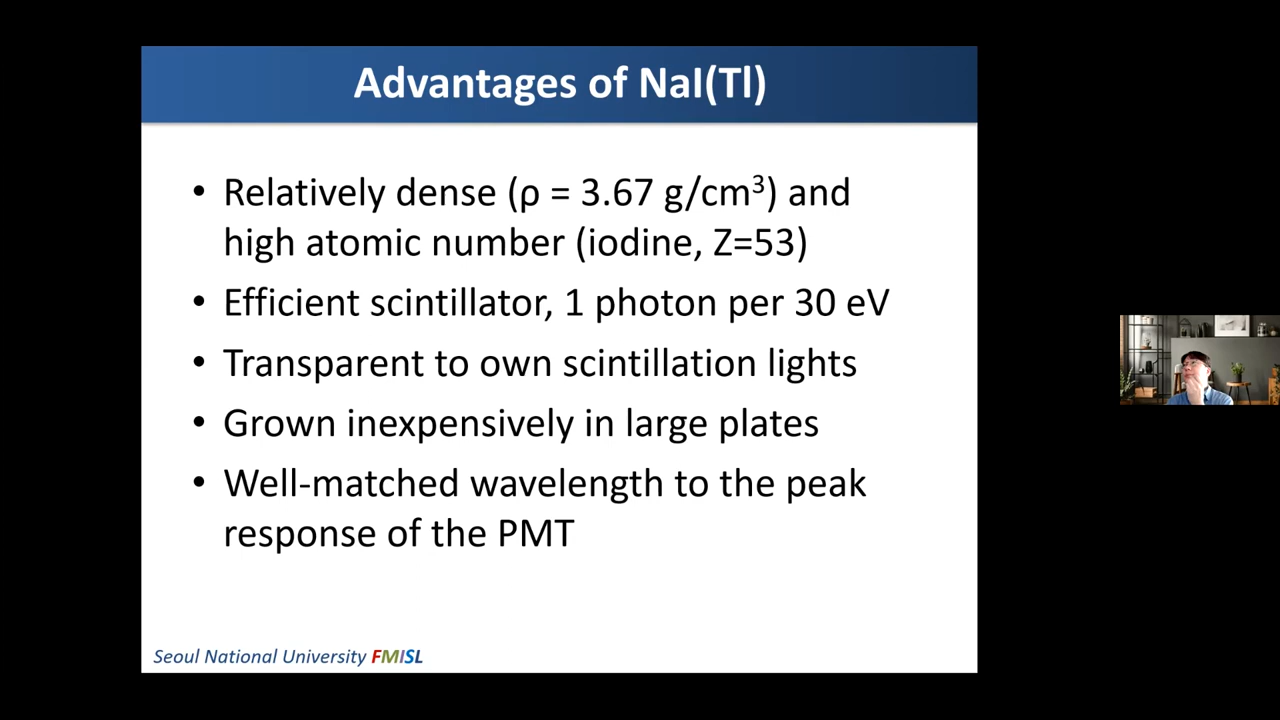 Advantages of NaI(Tl)
• Relatively dense (ρ = 3.67 g/cm³) and
high atomic number (iodine, Z=53)
• Efficient scintillator, 1 photon per 30 eV
• Transparent to own scintillation lights
• Grown inexpensively in large plates
• Well-matched wavelength to the peak
response of the PMT
Seoul National University FMISL